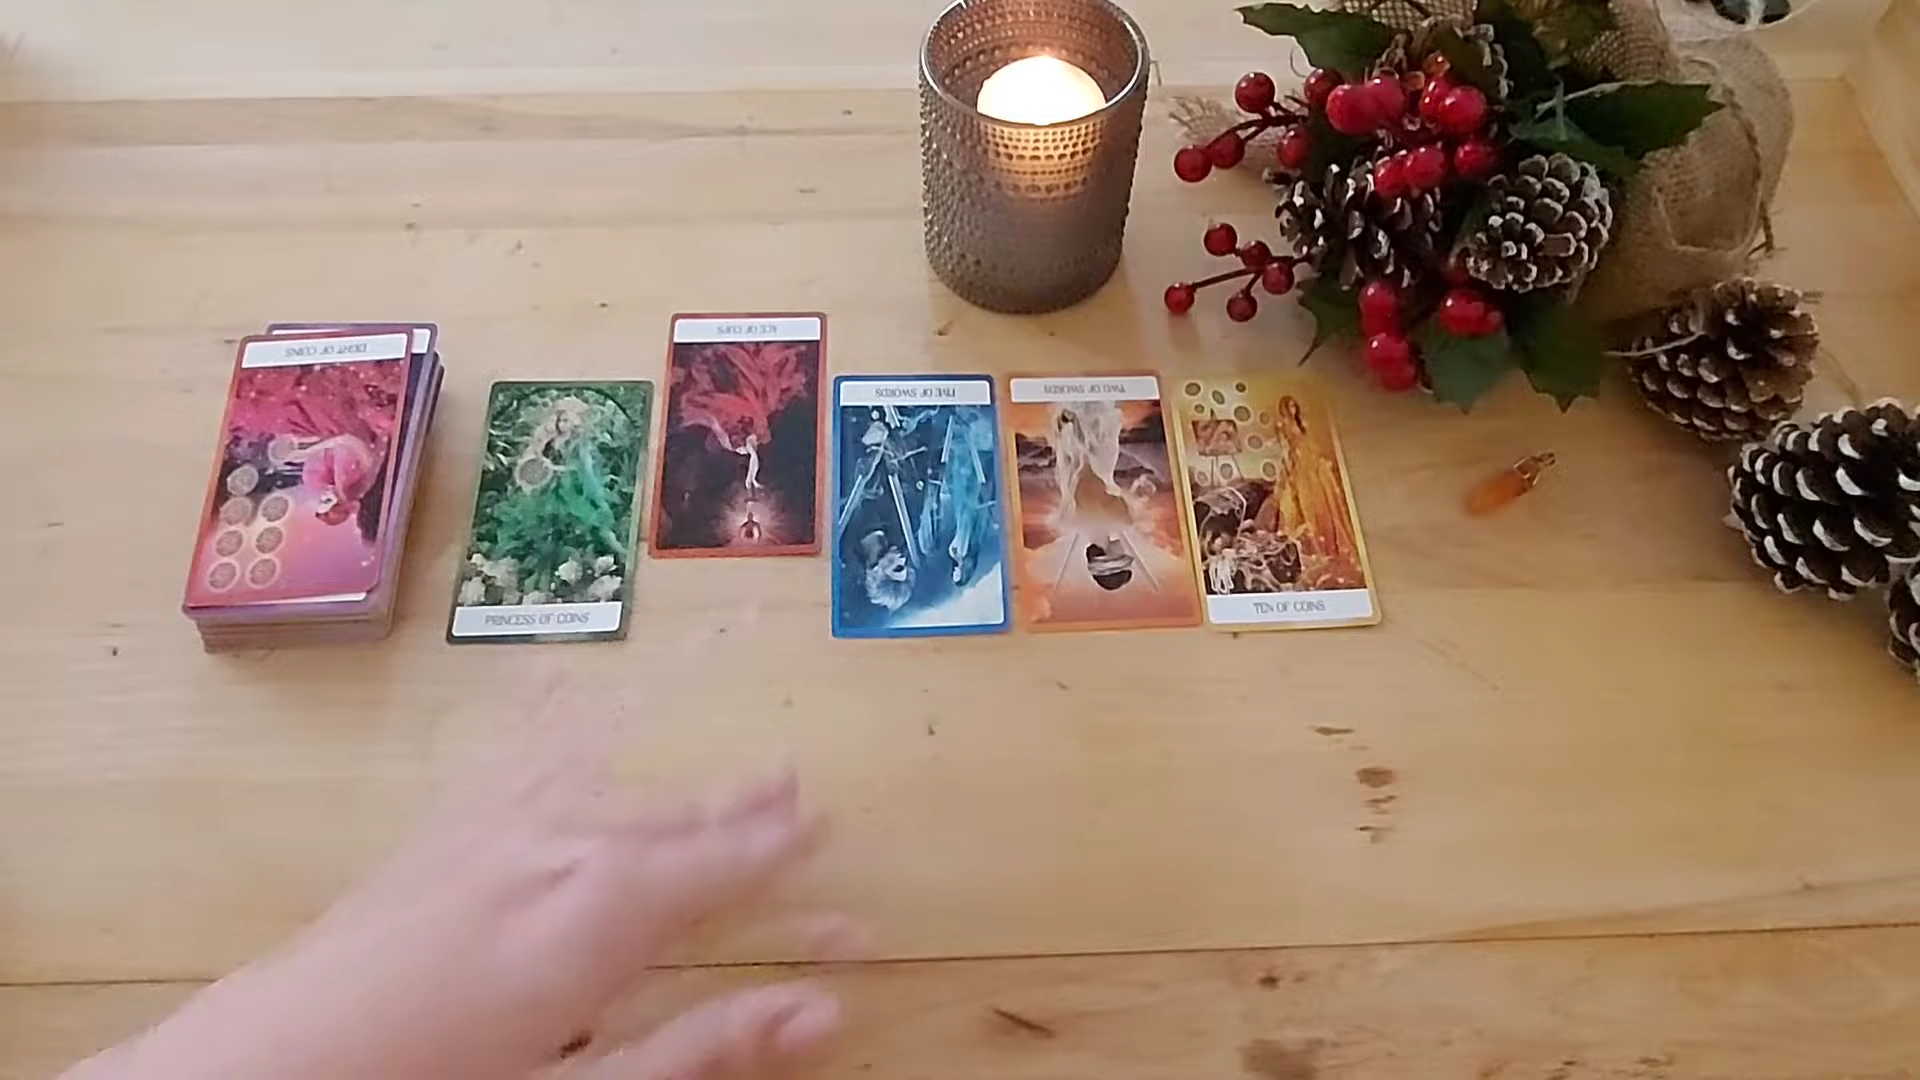 EIGHT OF COINS
PRINCESS OF COINS
ACE OF CUPS
FIVE OF SWORDS
TWO OF SWORDS
TEN OF COINS